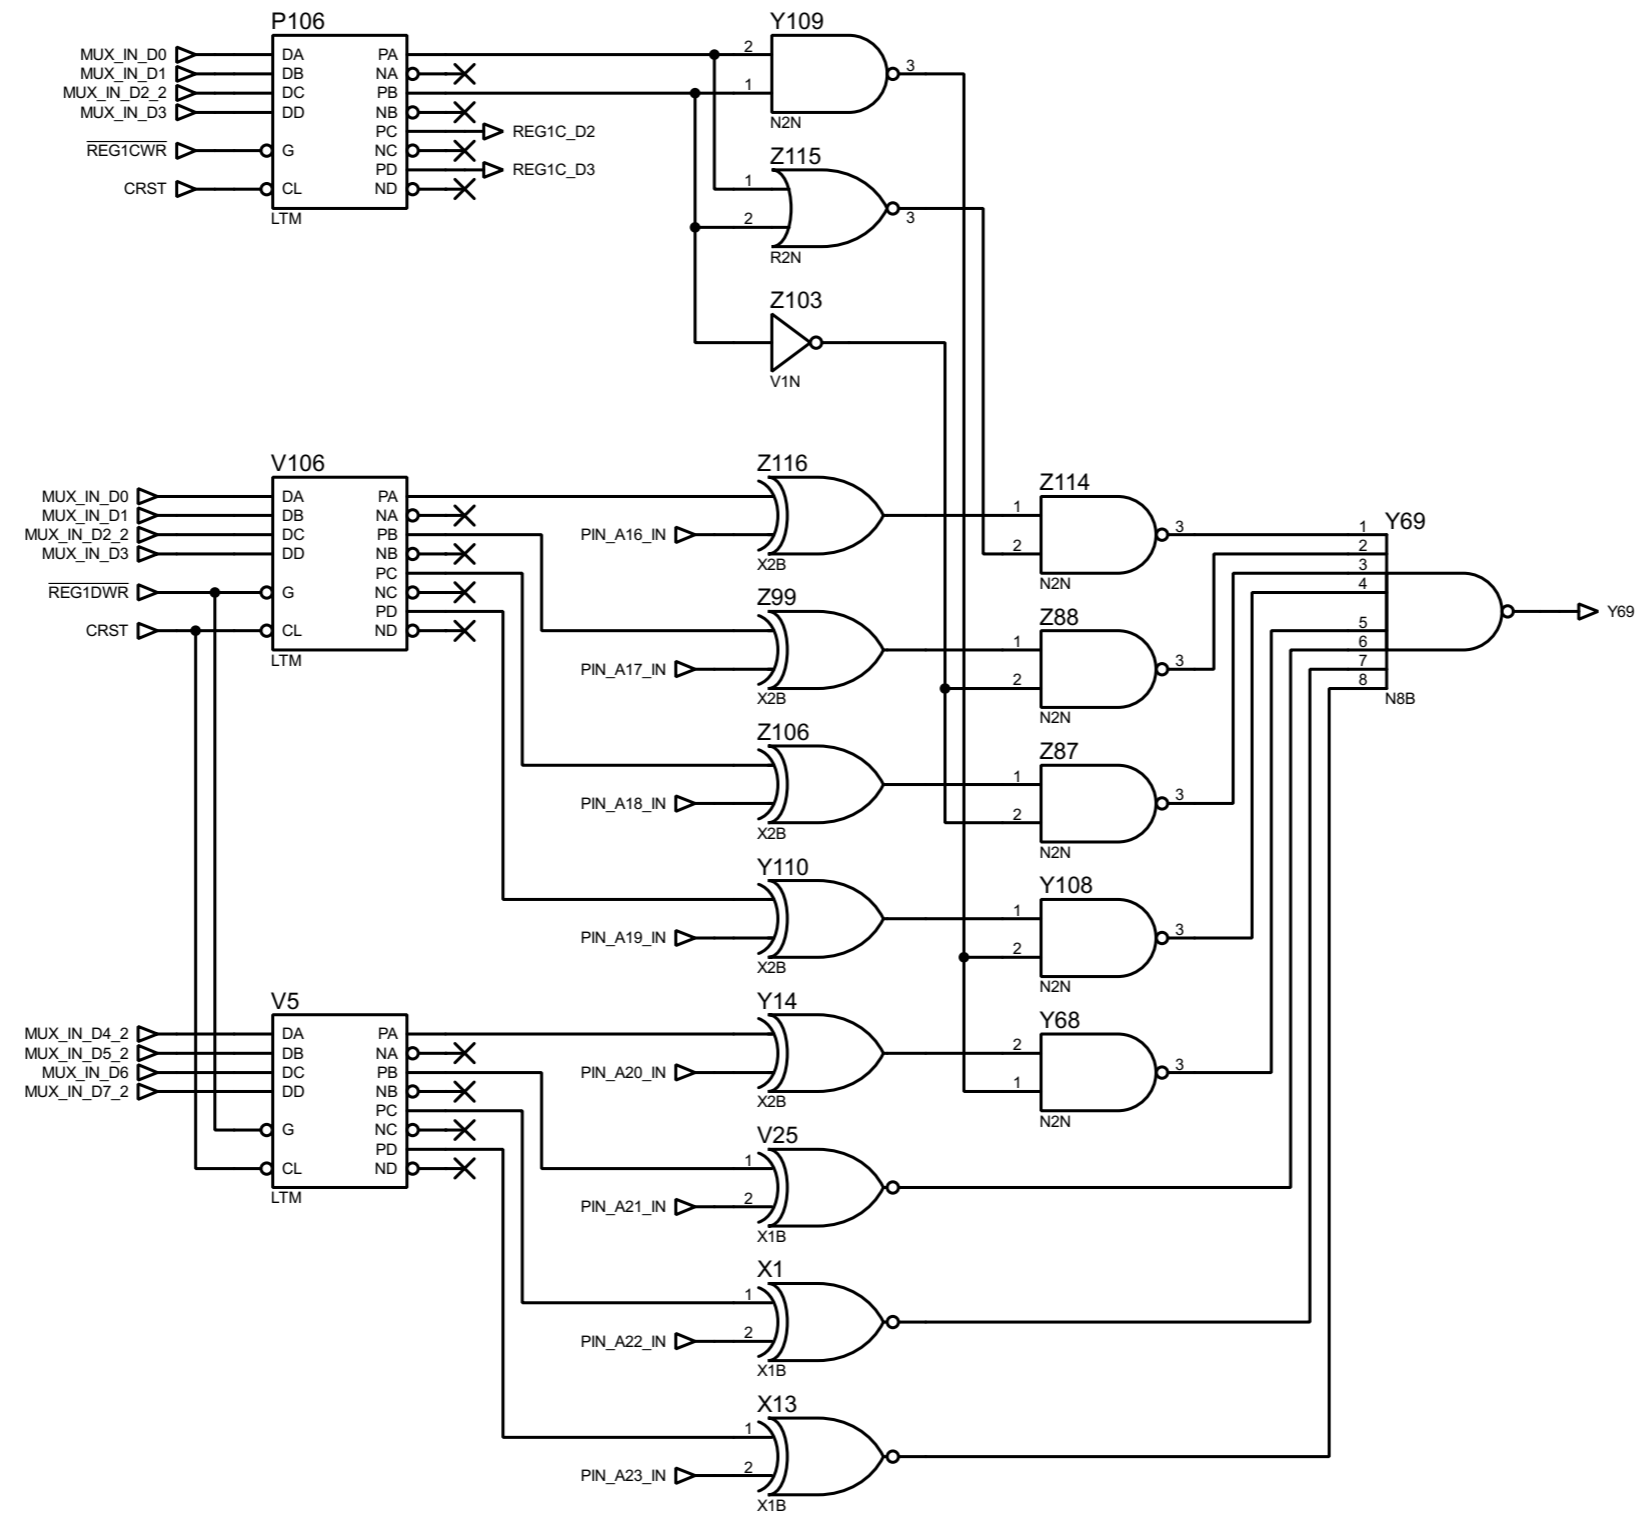 P106
MUX_IN_D0 DA PA
MUX_IN_D1 DB NA
MUX_IN_D2_2 DC PB
MUX_IN_D3 DD NB
PC REG1C_D2
REG1CWR G NC
PD REG1C_D3
CRST CL ND
LTM
Y109
2
1
3
N2N
Z115
1
2
3
R2N
Z103
V1N
V106
MUX_IN_D0 DA PA
MUX_IN_D1 DB NA
MUX_IN_D2_2 DC PB
MUX_IN_D3 DD NB
PC
REG1DWR G NC
PD
CRST CL ND
LTM
Z116
PIN_A16_IN
X2B
Z99
PIN_A17_IN
X2B
Z106
PIN_A18_IN
X2B
Y110
PIN_A19_IN
X2B
Z114
1
2
3
N2N
Z88
1
2
3
N2N
Z87
1
2
3
N2N
Y108
1
2
3
N2N
Y69
1
2
3
4
5
6
7
8
N8B
Y69
V5
MUX_IN_D4_2 DA PA
MUX_IN_D5_2 DB NA
MUX_IN_D6 DC PB
MUX_IN_D7_2 DD NB
PC
G NC
PD
CL ND
LTM
Y14
PIN_A20_IN
X2B
Y68
2
1
3
N2N
V25
1
PIN_A21_IN 2
X1B
X1
1
PIN_A22_IN 2
X1B
X13
1
PIN_A23_IN 2
X1B